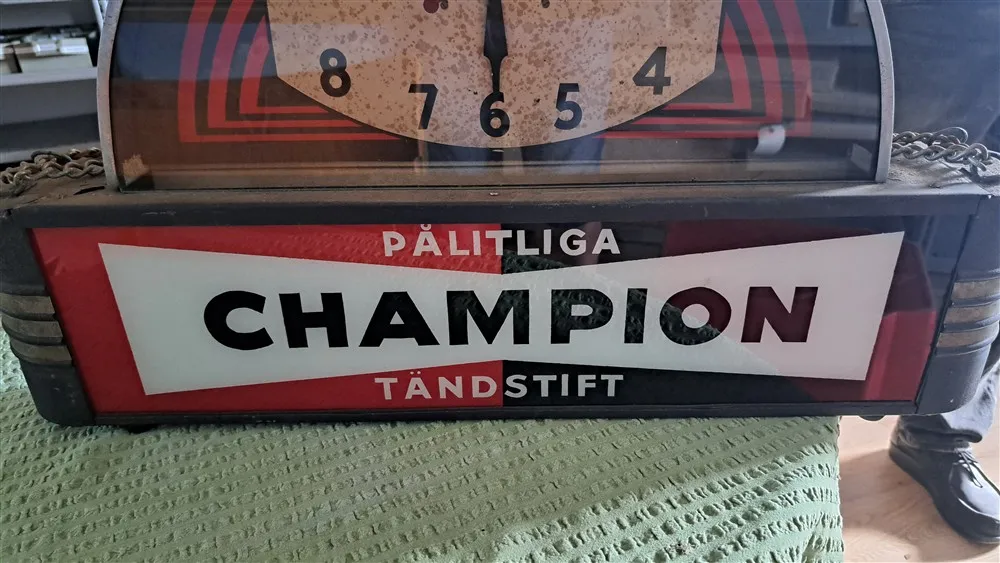 8 7 6 5 4
PÅLITLIGA
CHAMPION
TÄNDSTIFT